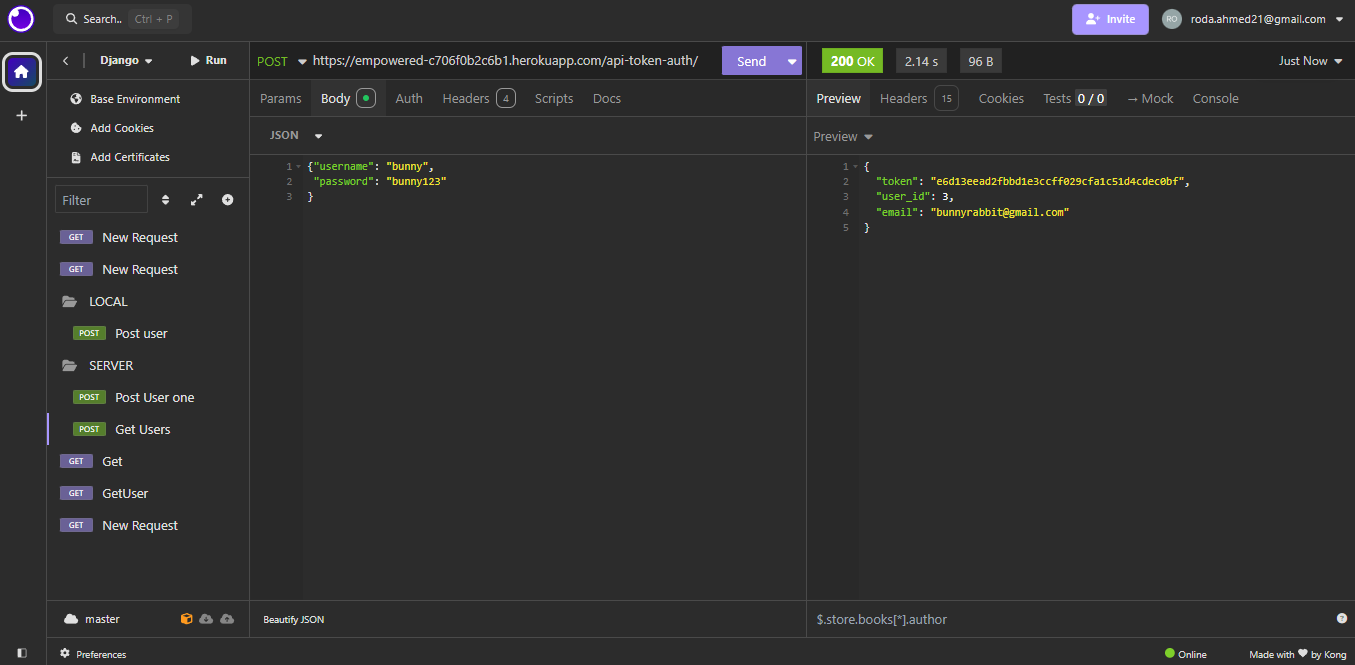 Search.. Ctrl + P
Invite
RO roda.ahmed21@gmail.com
Django
Run
POST https://empowered-c706f0b2c6b1.herokuapp.com/api-token-auth/
Send
200 OK 2.14 s 96 B
Just Now
Base Environment
Add Cookies
Add Certificates
Params Body Auth Headers 4 Scripts Docs
Preview Headers 15 Cookies Tests 0 / 0 → Mock Console
JSON
Preview
Filter
1 {"username": "bunny",
2 "password": "bunny123"
3 }
1 {
2 "token": "e6d13eead2fbbd1e3ccff029cfa1c51d4cdec0bf",
3 "user_id": 3,
4 "email": "bunnyrabbit@gmail.com"
5 }
GET New Request
GET New Request
LOCAL
POST Post user
SERVER
POST Post User one
POST Get Users
GET Get
GET GetUser
GET New Request
master
Beautify JSON
$.store.books[*].author
Preferences
Online
Made with ♥ by Kong